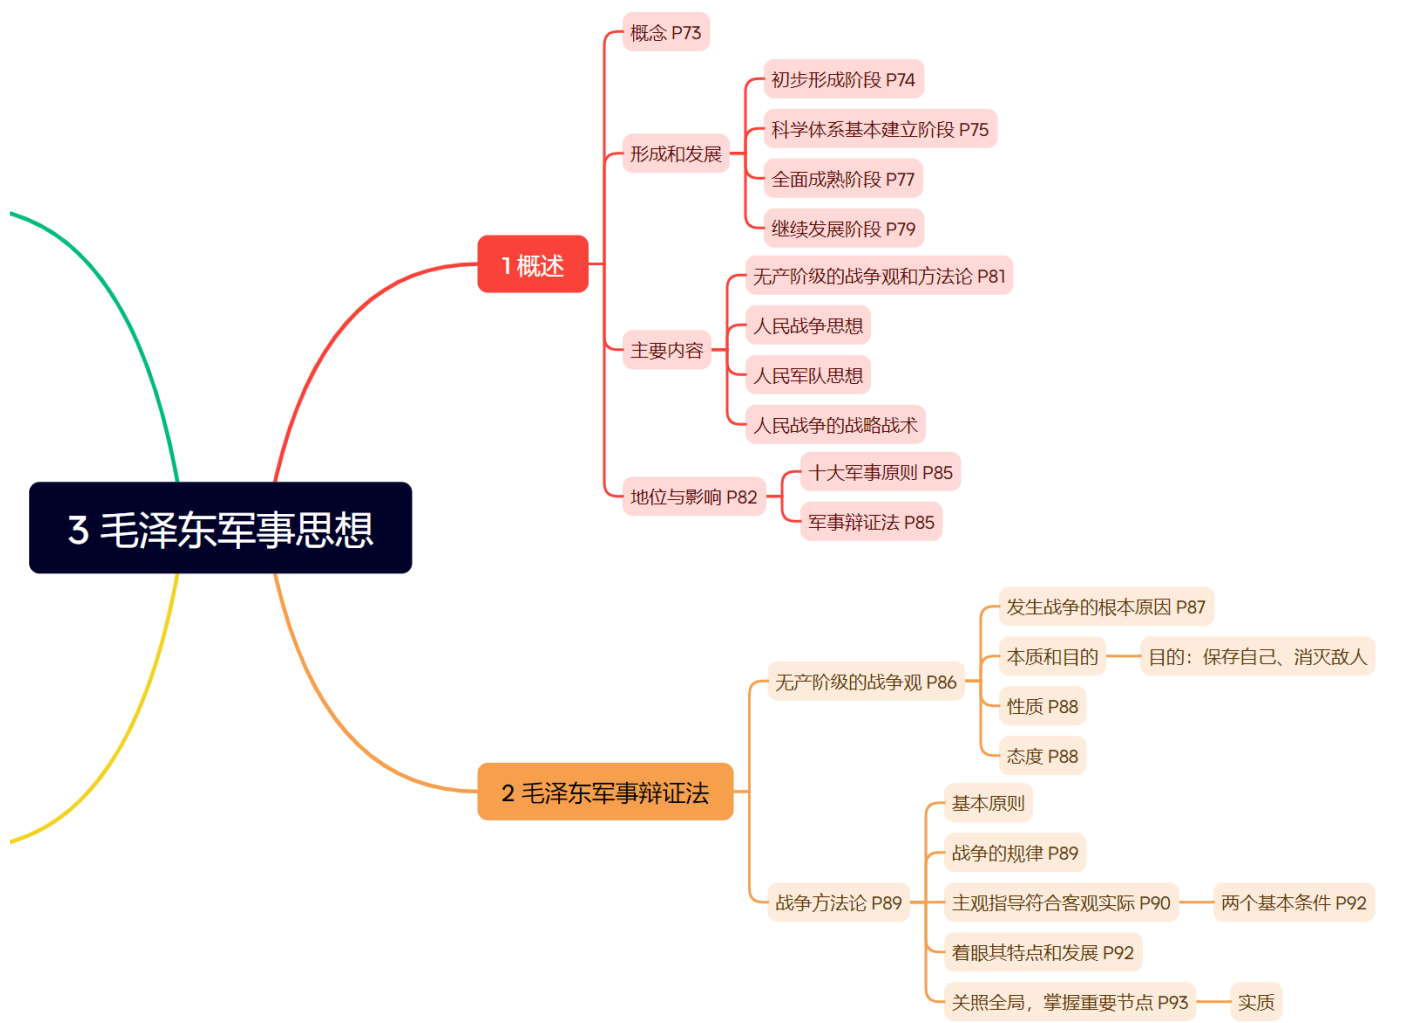 3 毛泽东军事思想
1 概述
概念 P73
形成和发展
初步形成阶段 P74
科学体系基本建立阶段 P75
全面成熟阶段 P77
继续发展阶段 P79
主要内容
无产阶级的战争观和方法论 P81
人民战争思想
人民军队思想
人民战争的战略战术
地位与影响 P82
十大军事原则 P85
军事辩证法 P85
2 毛泽东军事辩证法
无产阶级的战争观 P86
发生战争的根本原因 P87
本质和目的
目的：保存自己、消灭敌人
性质 P88
态度 P88
战争方法论 P89
基本原则
战争的规律 P89
主观指导符合客观实际 P90
两个基本条件 P92
着眼其特点和发展 P92
关照全局，掌握重要节点 P93
实质